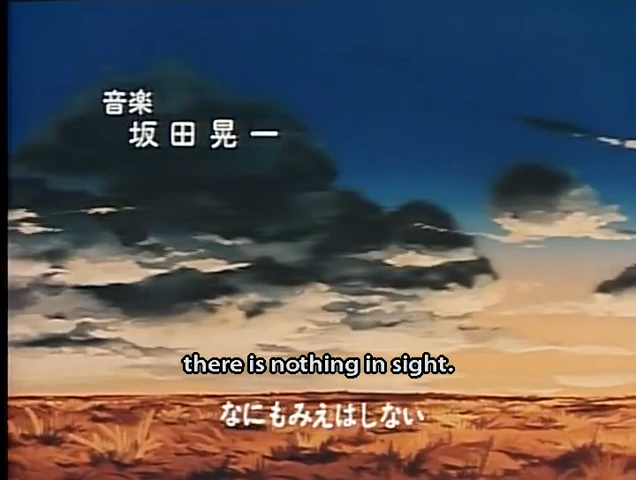 音楽
坂田晃一
there is nothing in sight.
なにもみえはしない